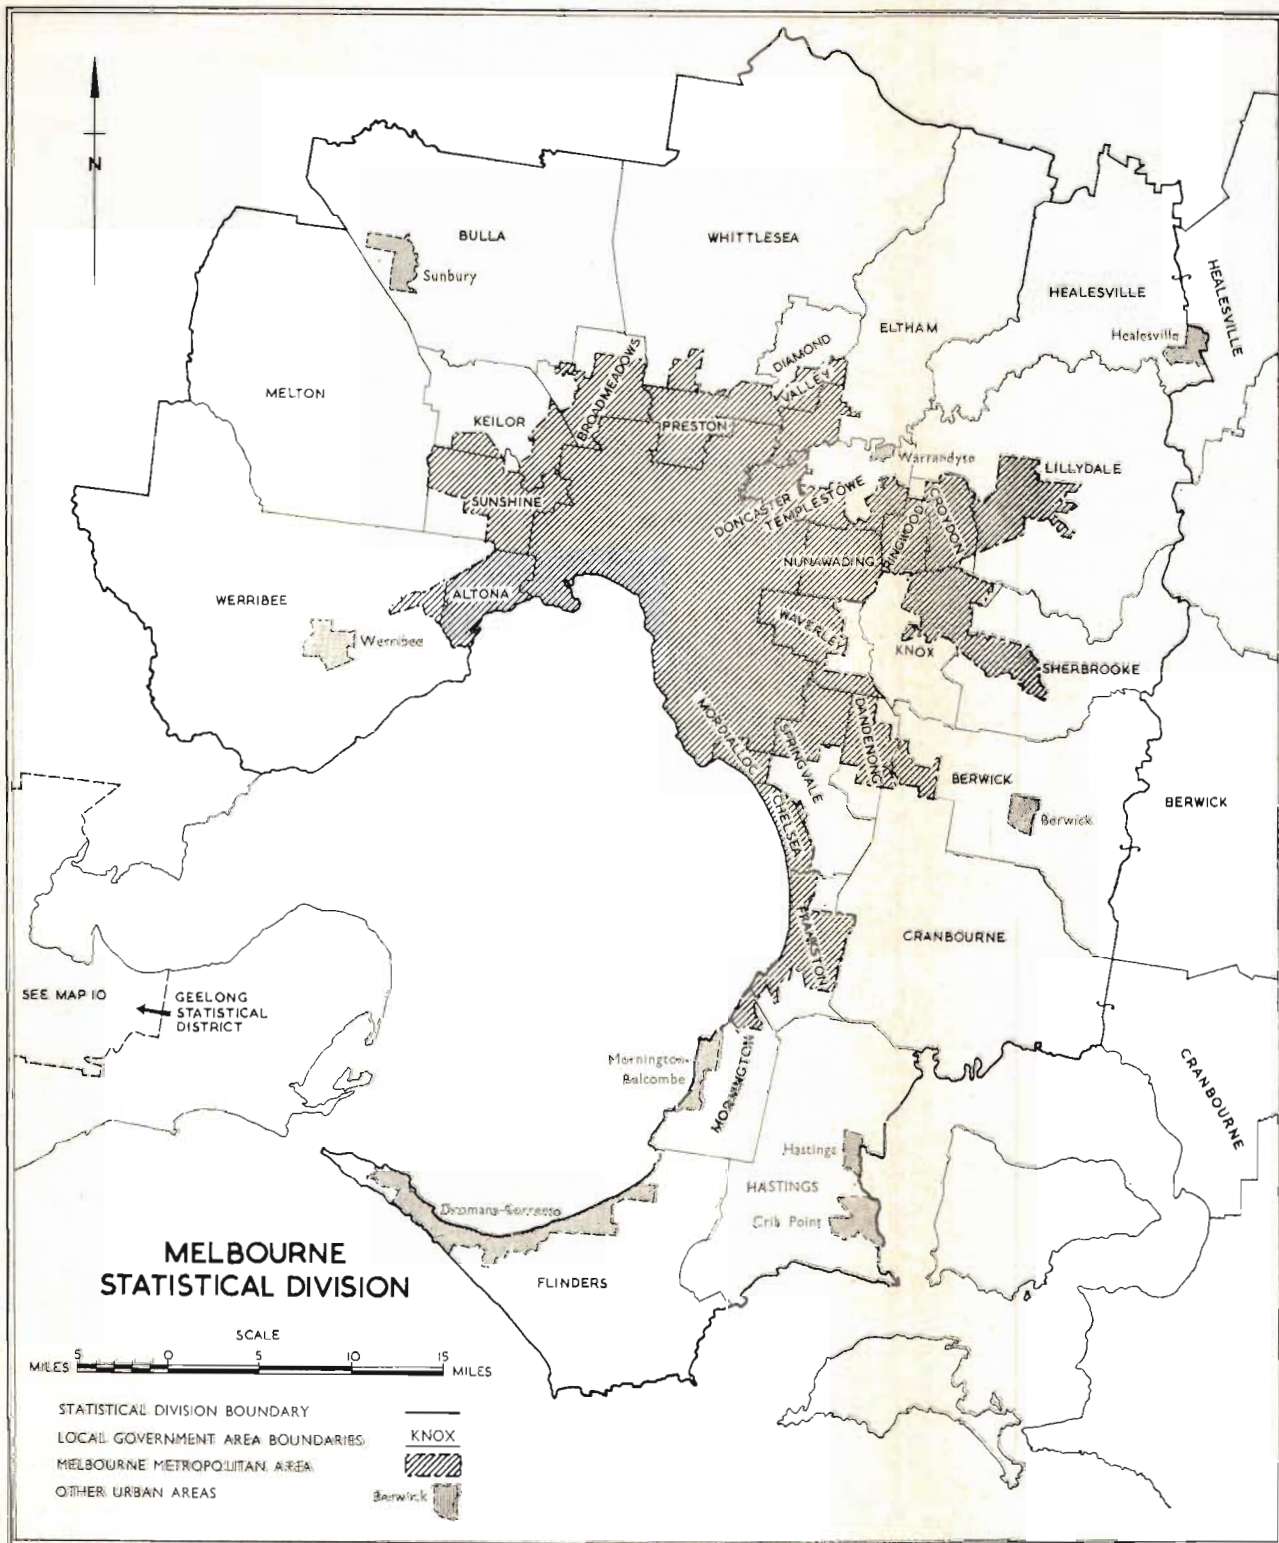 N
BULLA
WHITTLESEA
Sunbury
HEALESVILLE
HEALESVILLE
ELTHAM
Healesville
DIAMOND
VALLEY
MELTON
BROADMEADOWS
KEILOR
PRESTON
Warrandyte
LILLYDALE
SUNSHINE
DONCASTER
TEMPLESTOWE
CROYDON
RINGWOOD
NUNAWADING
ALTONA
WERRIBEE
WAVERLEY
Werribee
KNOX
SHERBROOKE
MORDIALLOC
SPRINGVALE
DANDENONG
BERWICK
BERWICK
CHELSEA
Berwick
FRANKSTON
CRANBOURNE
SEE MAP 10
GEELONG
STATISTICAL
DISTRICT
Mornington-
Balcombe
MORNINGTON
CRANBOURNE
Hastings
HASTINGS
Dromana-Sorrento
Crib Point
MELBOURNE
STATISTICAL DIVISION
FLINDERS
SCALE
MILES 5 0 5 10 15 MILES
STATISTICAL DIVISION BOUNDARY
LOCAL GOVERNMENT AREA BOUNDARIES KNOX
MELBOURNE METROPOLITAN AREA
OTHER URBAN AREAS Berwick